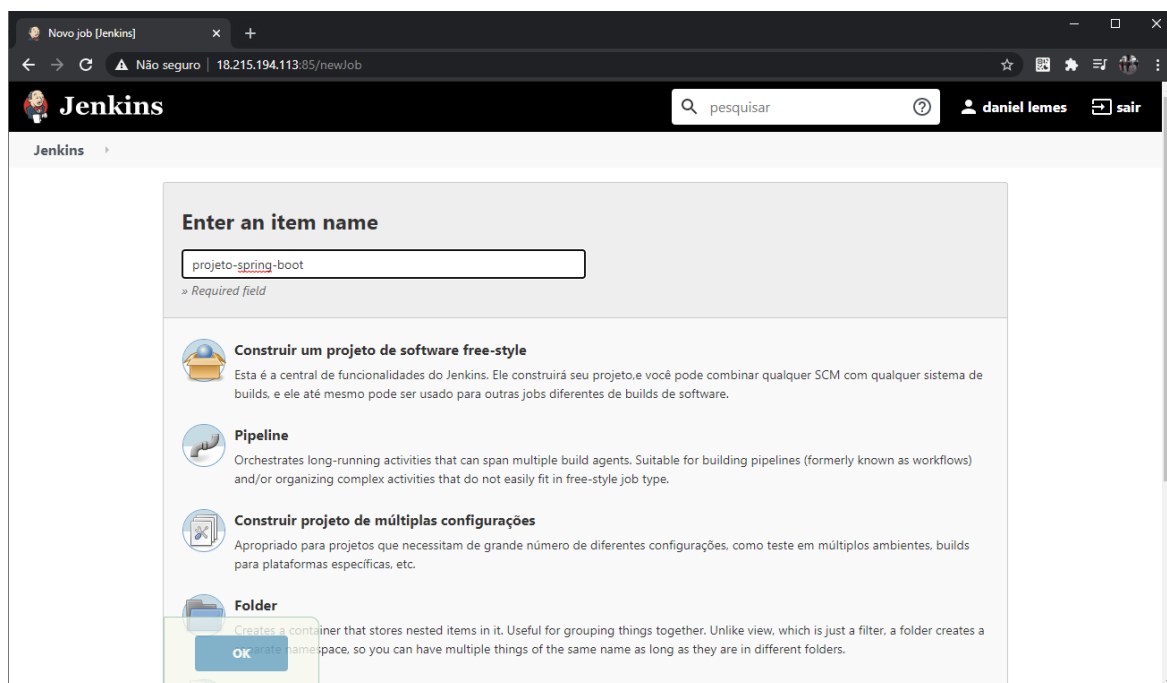 Novo job [Jenkins]
Não seguro | 18.215.194.113:85/newJob
Jenkins
pesquisar
daniel lemes
sair
Jenkins
Enter an item name
projeto-spring-boot
» Required field
Construir um projeto de software free-style
Esta é a central de funcionalidades do Jenkins. Ele construirá seu projeto,e você pode combinar qualquer SCM com qualquer sistema de
builds, e ele até mesmo pode ser usado para outras jobs diferentes de builds de software.
Pipeline
Orchestrates long-running activities that can span multiple build agents. Suitable for building pipelines (formerly known as workflows)
and/or organizing complex activities that do not easily fit in free-style job type.
Construir projeto de múltiplas configurações
Apropriado para projetos que necessitam de grande número de diferentes configurações, como teste em múltiplos ambientes, builds
para plataformas específicas, etc.
Folder
Creates a container that stores nested items in it. Useful for grouping things together. Unlike view, which is just a filter, a folder creates a
separate namespace, so you can have multiple things of the same name as long as they are in different folders.
OK